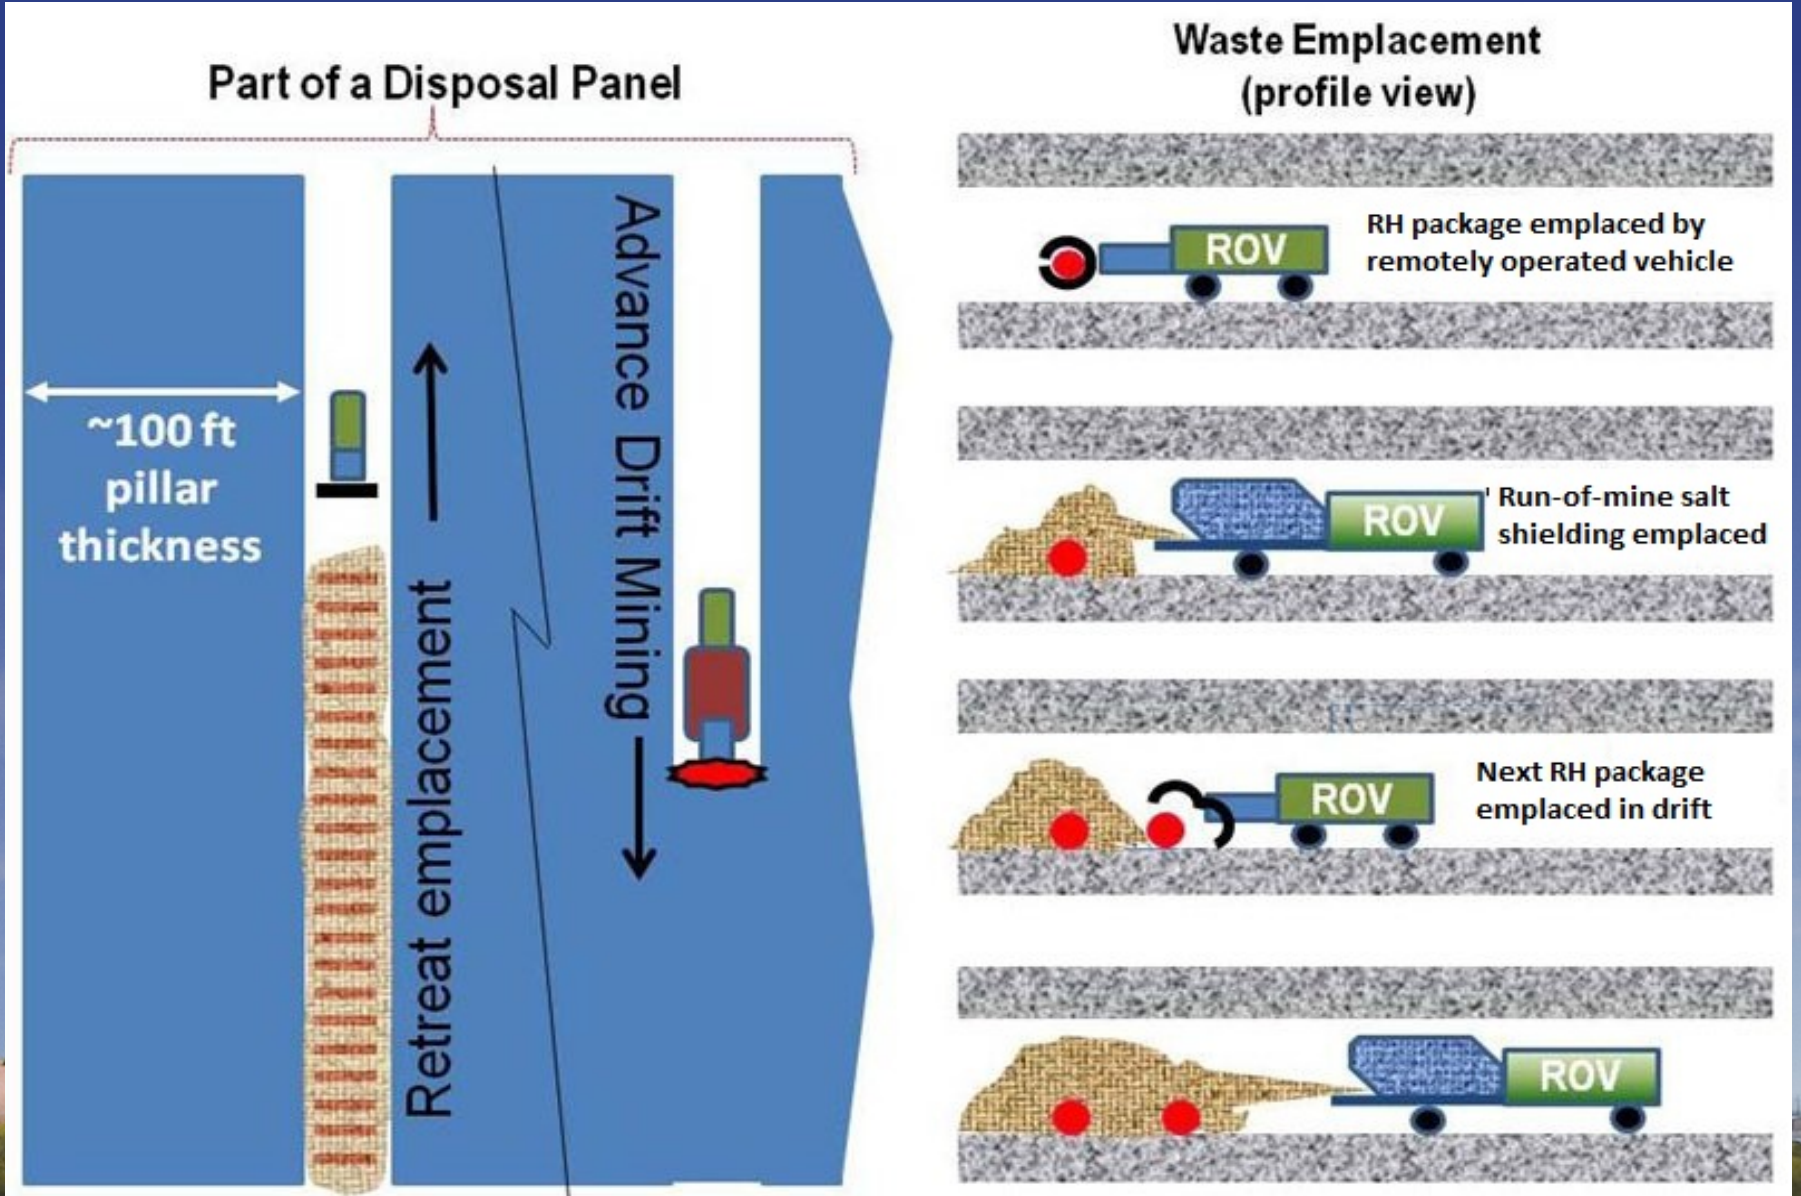 Part of a Disposal Panel
~100 ft
pillar
thickness
Retreat emplacement
Advance Drift Mining
Waste Emplacement
(profile view)
ROV
RH package emplaced by
remotely operated vehicle
ROV
' Run-of-mine salt
shielding emplaced
ROV
Next RH package
emplaced in drift
ROV